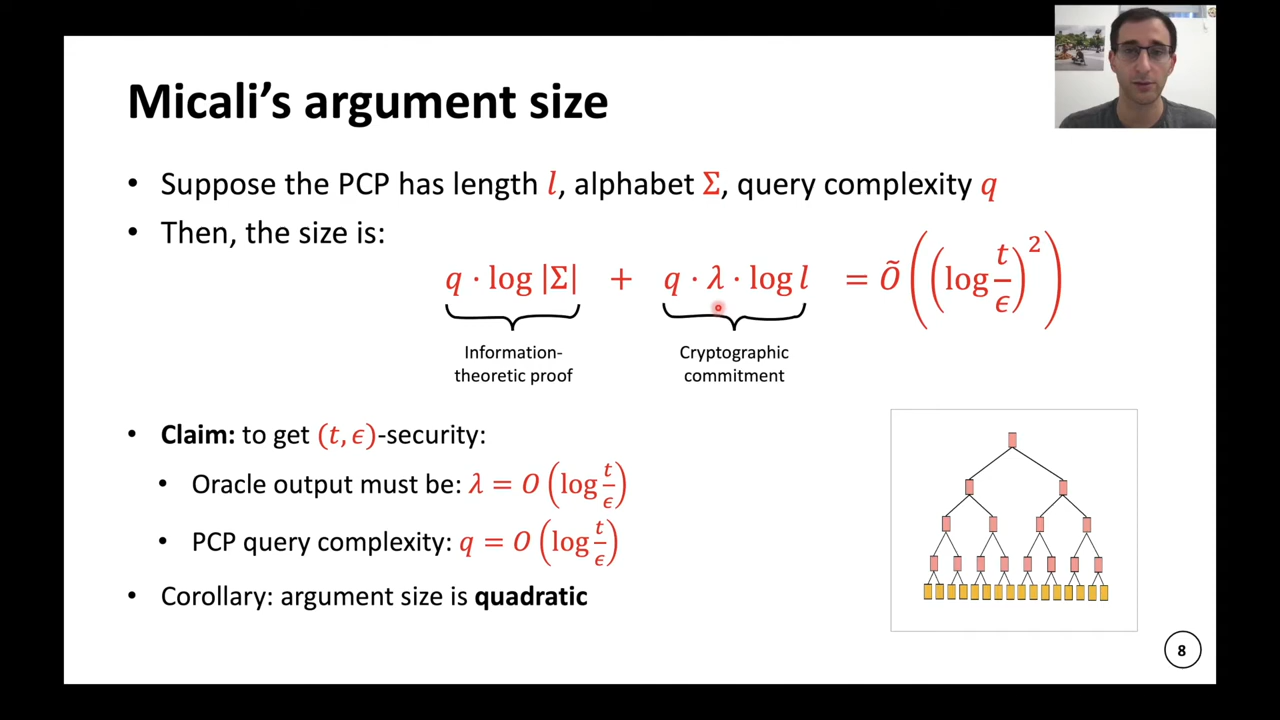 Micali's argument size
• Suppose the PCP has length l, alphabet Σ, query complexity q
• Then, the size is:
q · log |Σ| + q · λ · log l = Õ((log t/ϵ)²)
Information-theoretic proof
Cryptographic commitment
• Claim: to get (t, ϵ)-security:
• Oracle output must be: λ = O(log t/ϵ)
• PCP query complexity: q = O(log t/ϵ)
• Corollary: argument size is quadratic
8